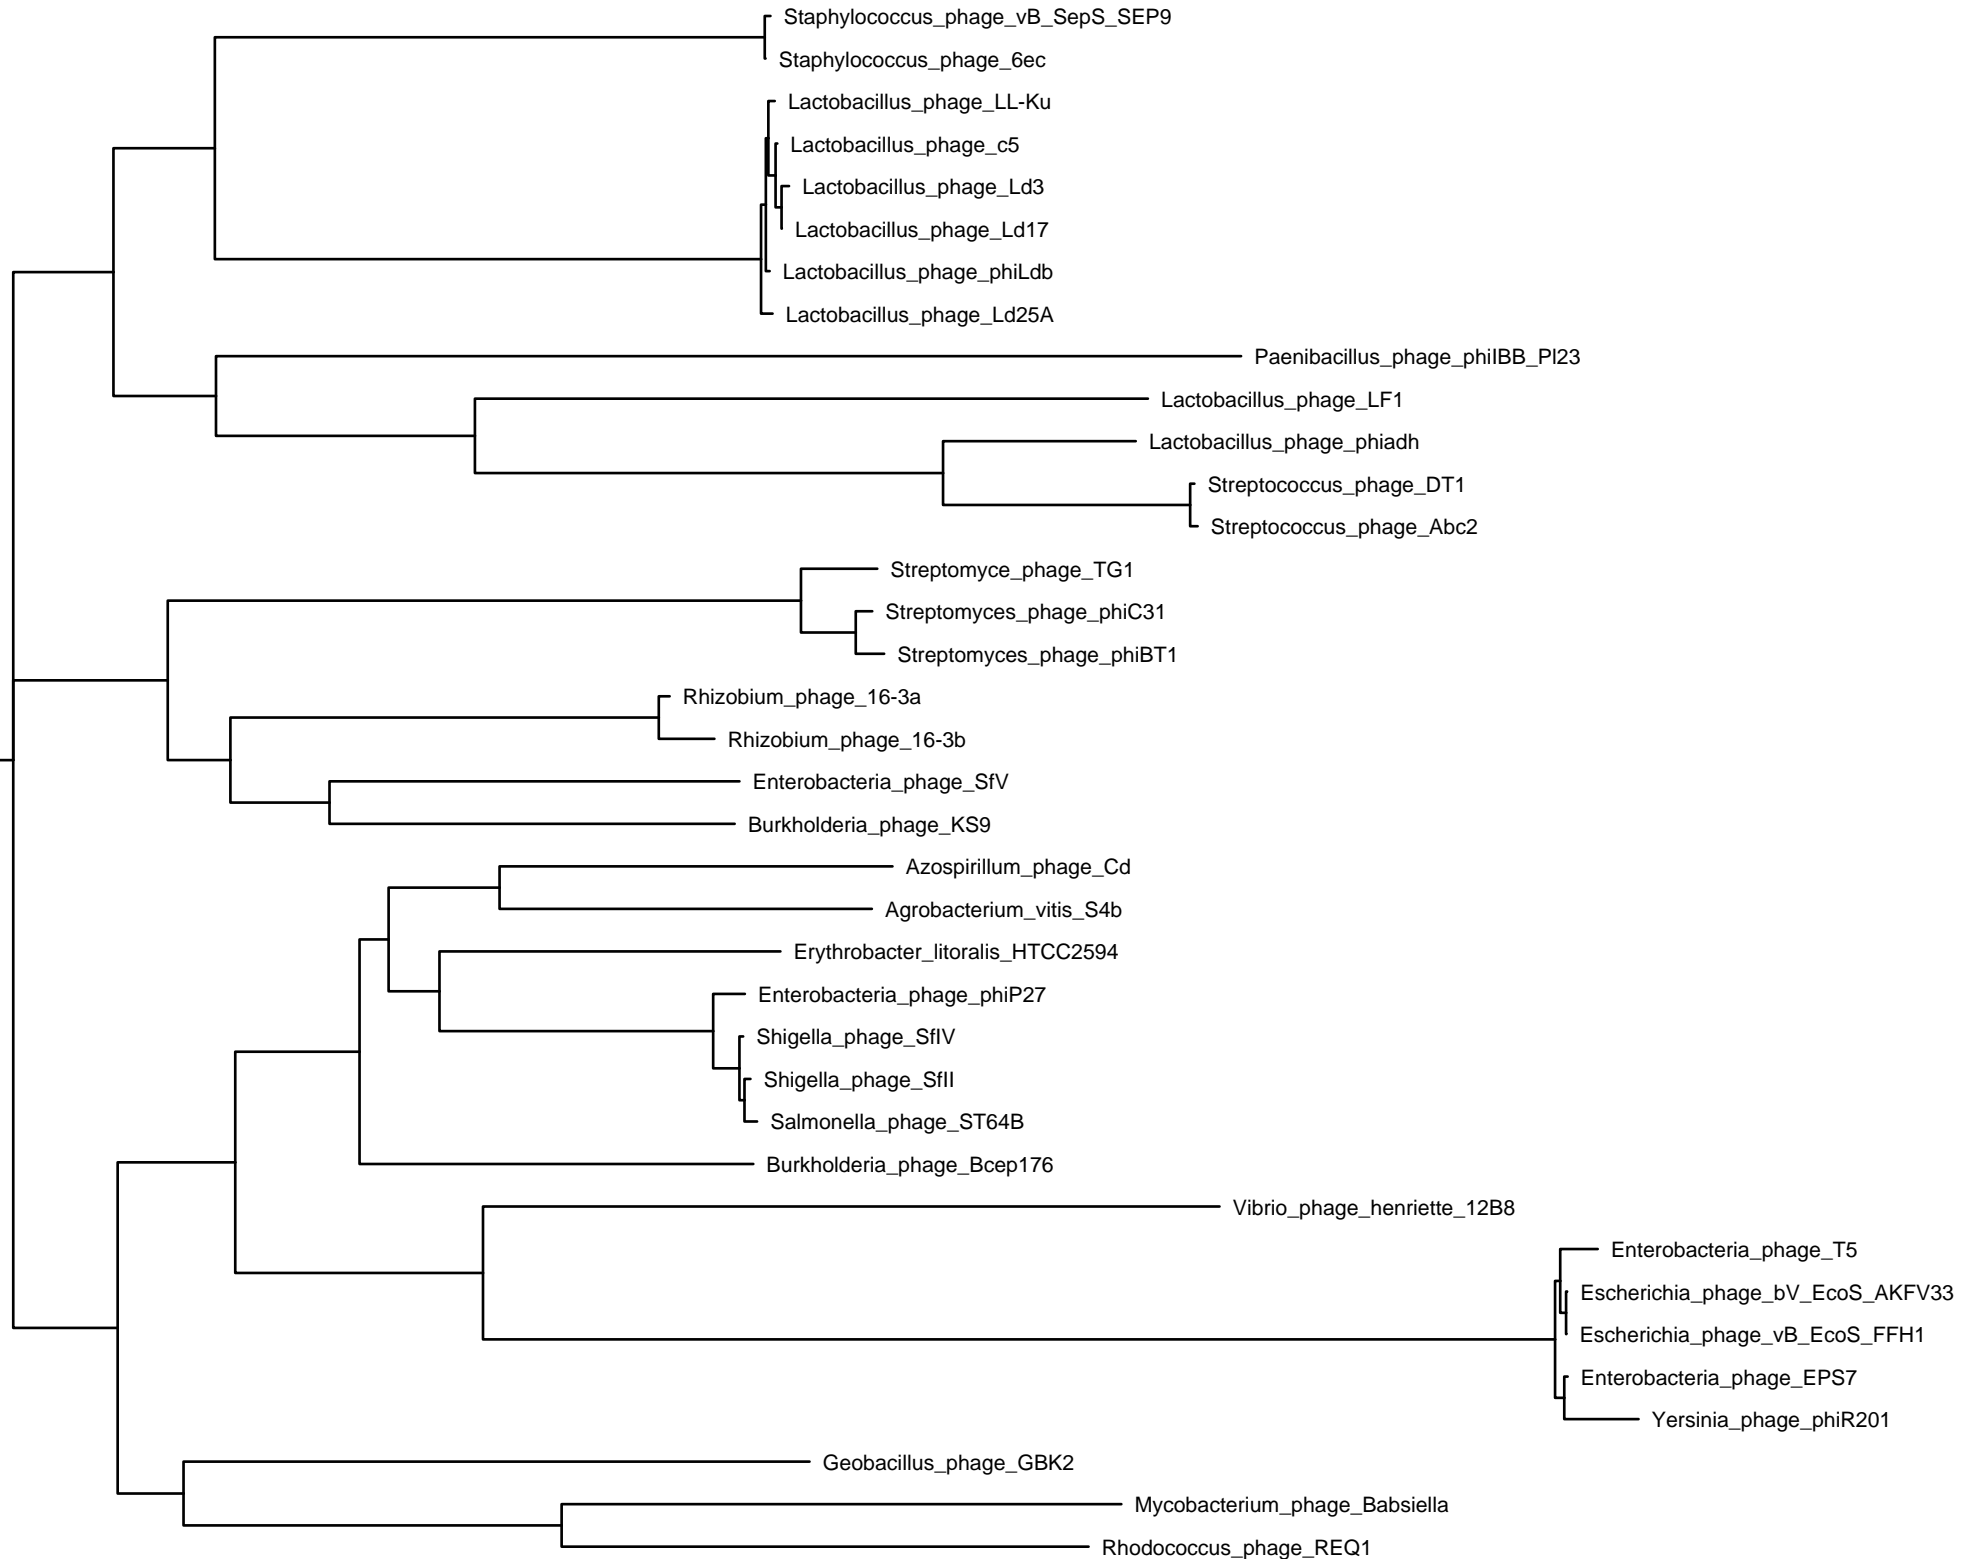 Staphylococcus_phage_vB_SepS_SEP9
Staphylococcus_phage_6ec
Lactobacillus_phage_LL-Ku
Lactobacillus_phage_c5
Lactobacillus_phage_Ld3
Lactobacillus_phage_Ld17
Lactobacillus_phage_phiLdb
Lactobacillus_phage_Ld25A
Paenibacillus_phage_phiIBB_Pl23
Lactobacillus_phage_LF1
Lactobacillus_phage_phiadh
Streptococcus_phage_DT1
Streptococcus_phage_Abc2
Streptomyce_phage_TG1
Streptomyces_phage_phiC31
Streptomyces_phage_phiBT1
Rhizobium_phage_16-3a
Rhizobium_phage_16-3b
Enterobacteria_phage_SfV
Burkholderia_phage_KS9
Azospirillum_phage_Cd
Agrobacterium_vitis_S4b
Erythrobacter_litoralis_HTCC2594
Enterobacteria_phage_phiP27
Shigella_phage_SfIV
Shigella_phage_SfII
Salmonella_phage_ST64B
Burkholderia_phage_Bcep176
Vibrio_phage_henriette_12B8
Enterobacteria_phage_T5
Escherichia_phage_bV_EcoS_AKFV33
Escherichia_phage_vB_EcoS_FFH1
Enterobacteria_phage_EPS7
Yersinia_phage_phiR201
Geobacillus_phage_GBK2
Mycobacterium_phage_Babsiella
Rhodococcus_phage_REQ1